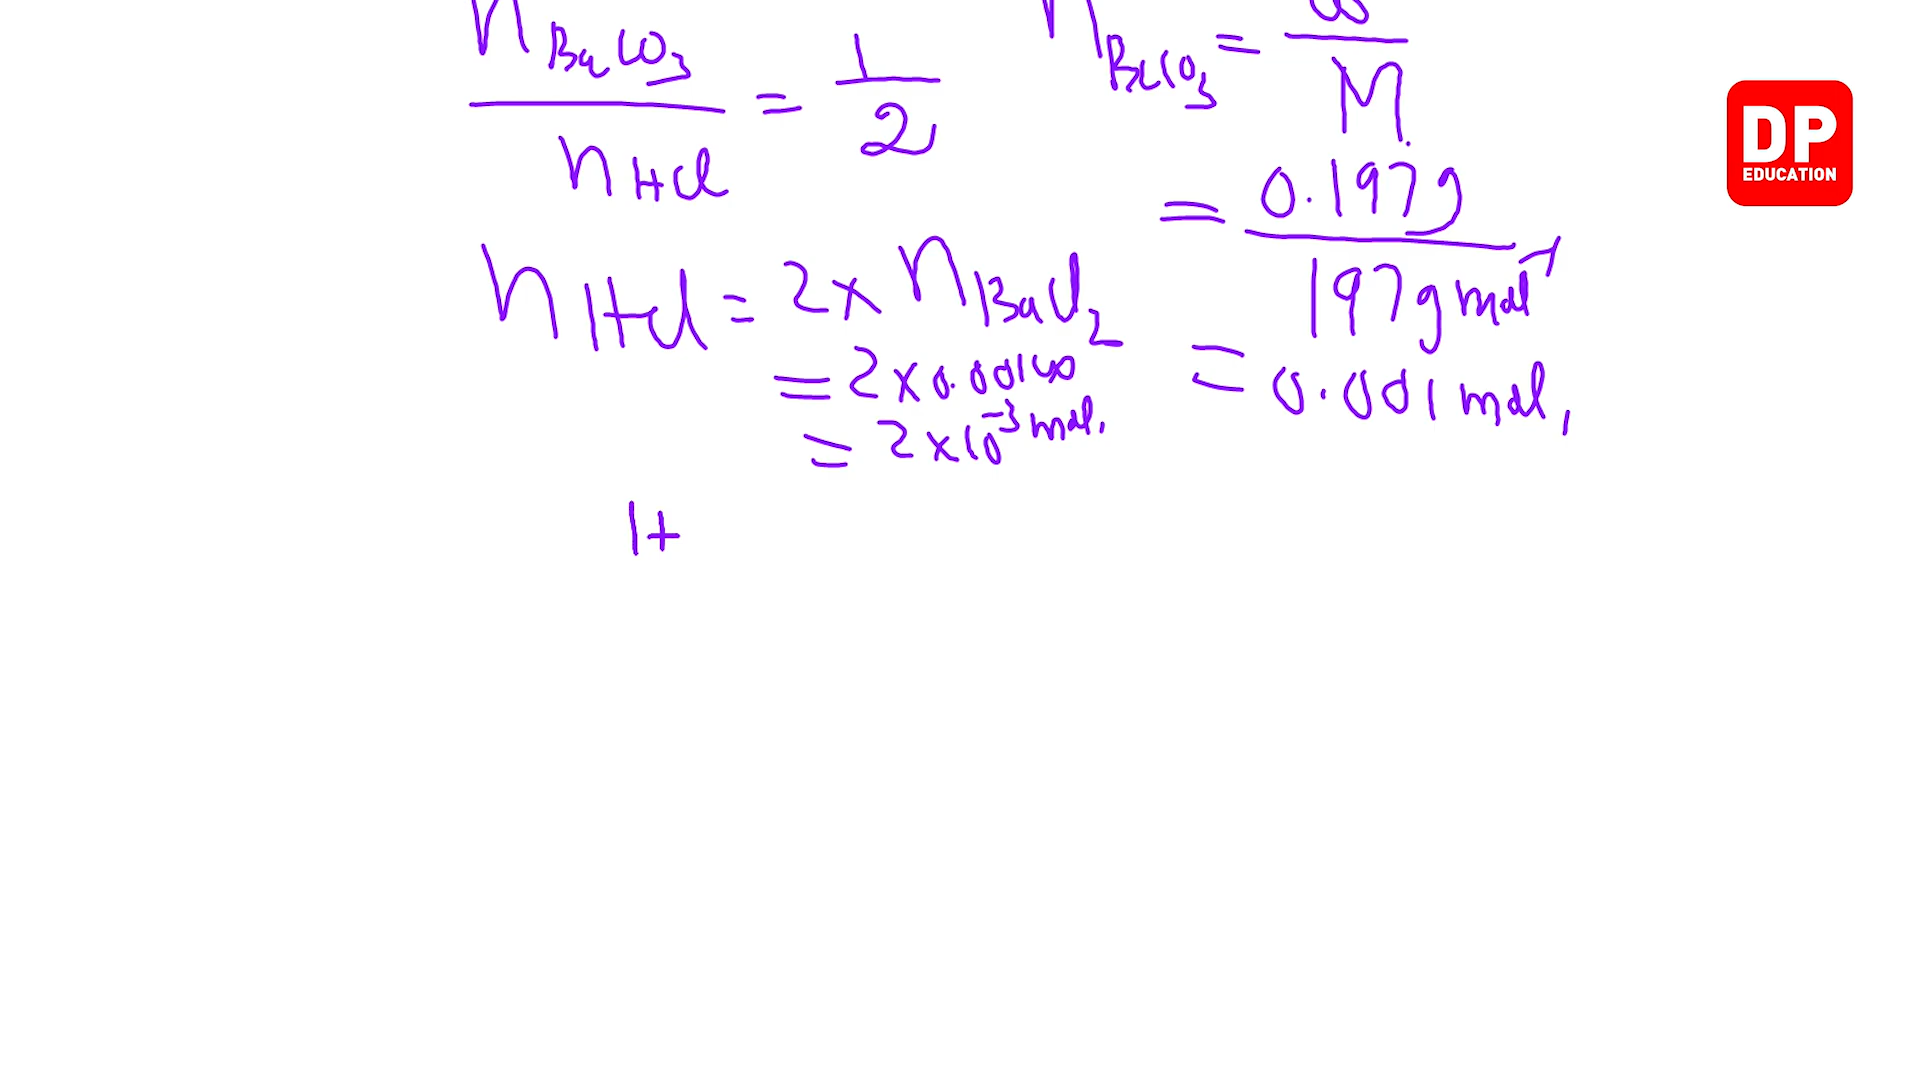 n BaCO3 / n HCl = 1/2
n HCl = 2 × n BaCl2
= 2 × 0.001
= 2 × 10⁻³ mol.
H
n BaCO3 = / M
= 0.197g / 197 g mol⁻¹
= 0.001 mol,
DP
EDUCATION